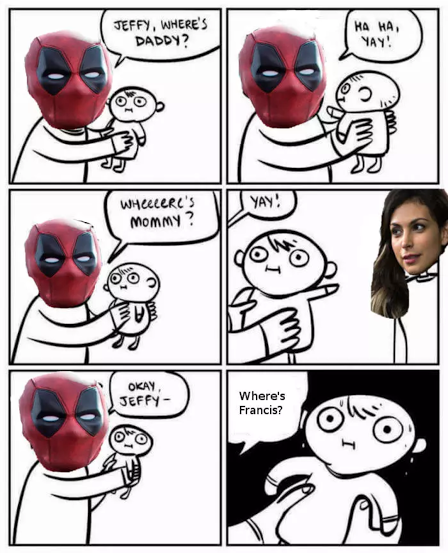 JEFFY, WHERE'S
DADDY?
HA HA,
YAY!
WHEEEERE'S
MOMMY?
YAY!
OKAY,
JEFFY-
Where's
Francis?